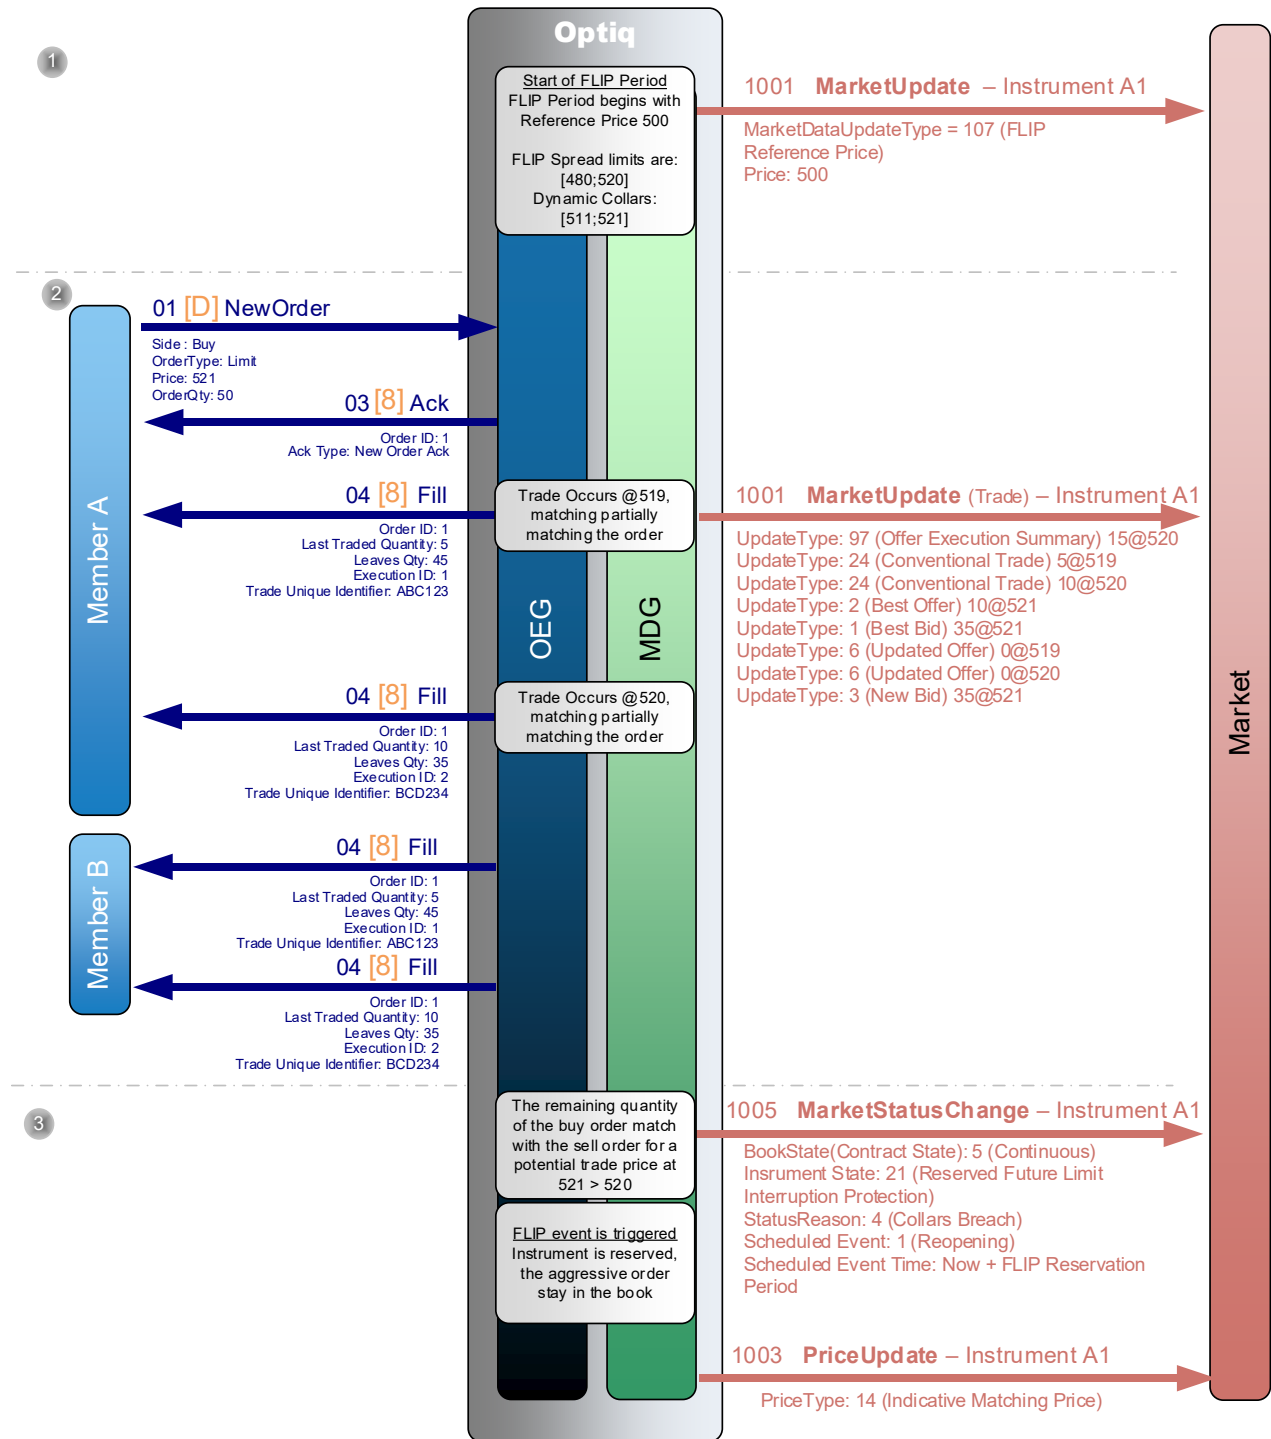 Optiq
1
Start of FLIP Period
FLIP Period begins with
Reference Price 500
FLIP Spread limits are:
[480;520]
Dynamic Collars:
[511;521]
1001 MarketUpdate – Instrument A1
MarketDataUpdateType = 107 (FLIP
Reference Price)
Price: 500
2
01 [D] NewOrder
Side : Buy
OrderType: Limit
Price: 521
OrderQty: 50
03 [8] Ack
Order ID: 1
Ack Type: New Order Ack
Member A
04 [8] Fill
Order ID: 1
Last Traded Quantity: 5
Leaves Qty: 45
Execution ID: 1
Trade Unique Identifier: ABC123
Trade Occurs @519,
matching partially
matching the order
1001 MarketUpdate (Trade) – Instrument A1
UpdateType: 97 (Offer Execution Summary) 15@520
UpdateType: 24 (Conventional Trade) 5@519
UpdateType: 24 (Conventional Trade) 10@520
UpdateType: 2 (Best Offer) 10@521
UpdateType: 1 (Best Bid) 35@521
UpdateType: 6 (Updated Offer) 0@519
UpdateType: 6 (Updated Offer) 0@520
UpdateType: 3 (New Bid) 35@521
OEG
MDG
Market
04 [8] Fill
Order ID: 1
Last Traded Quantity: 10
Leaves Qty: 35
Execution ID: 2
Trade Unique Identifier: BCD234
Trade Occurs @520,
matching partially
matching the order
Member B
04 [8] Fill
Order ID: 1
Last Traded Quantity: 5
Leaves Qty: 45
Execution ID: 1
Trade Unique Identifier: ABC123
04 [8] Fill
Order ID: 1
Last Traded Quantity: 10
Leaves Qty: 35
Execution ID: 2
Trade Unique Identifier: BCD234
3
The remaining quantity
of the buy order match
with the sell order for a
potential trade price at
521 > 520
1005 MarketStatusChange – Instrument A1
BookState(Contract State): 5 (Continuous)
Insrument State: 21 (Reserved Future Limit
Interruption Protection)
StatusReason: 4 (Collars Breach)
Scheduled Event: 1 (Reopening)
Scheduled Event Time: Now + FLIP Reservation
Period
FLIP event is triggered
Instrument is reserved,
the aggressive order
stay in the book
1003 PriceUpdate – Instrument A1
PriceType: 14 (Indicative Matching Price)